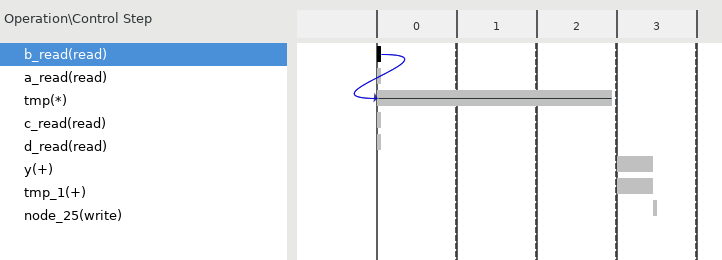 Operation\Control Step
0 1 2 3
b_read(read)
a_read(read)
tmp(*)
c_read(read)
d_read(read)
y(+)
tmp_1(+)
node_25(write)